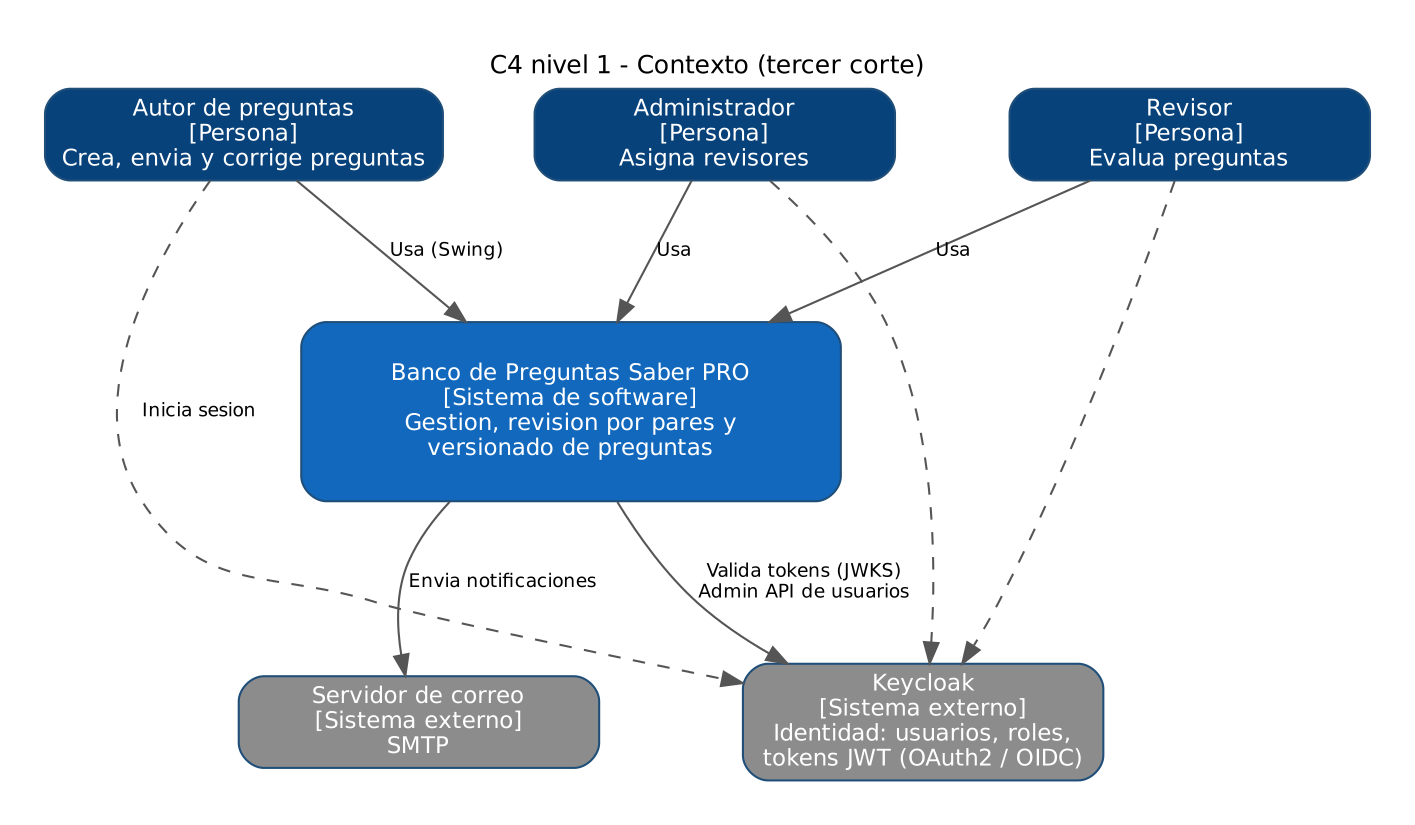 C4 nivel 1 - Contexto (tercer corte)
Autor de preguntas
[Persona]
Crea, envia y corrige preguntas
Administrador
[Persona]
Asigna revisores
Revisor
[Persona]
Evalua preguntas
Usa (Swing)
Usa
Usa
Banco de Preguntas Saber PRO
[Sistema de software]
Gestion, revision por pares y
versionado de preguntas
Inicia sesion
Envia notificaciones
Valida tokens (JWKS)
Admin API de usuarios
Servidor de correo
[Sistema externo]
SMTP
Keycloak
[Sistema externo]
Identidad: usuarios, roles,
tokens JWT (OAuth2 / OIDC)